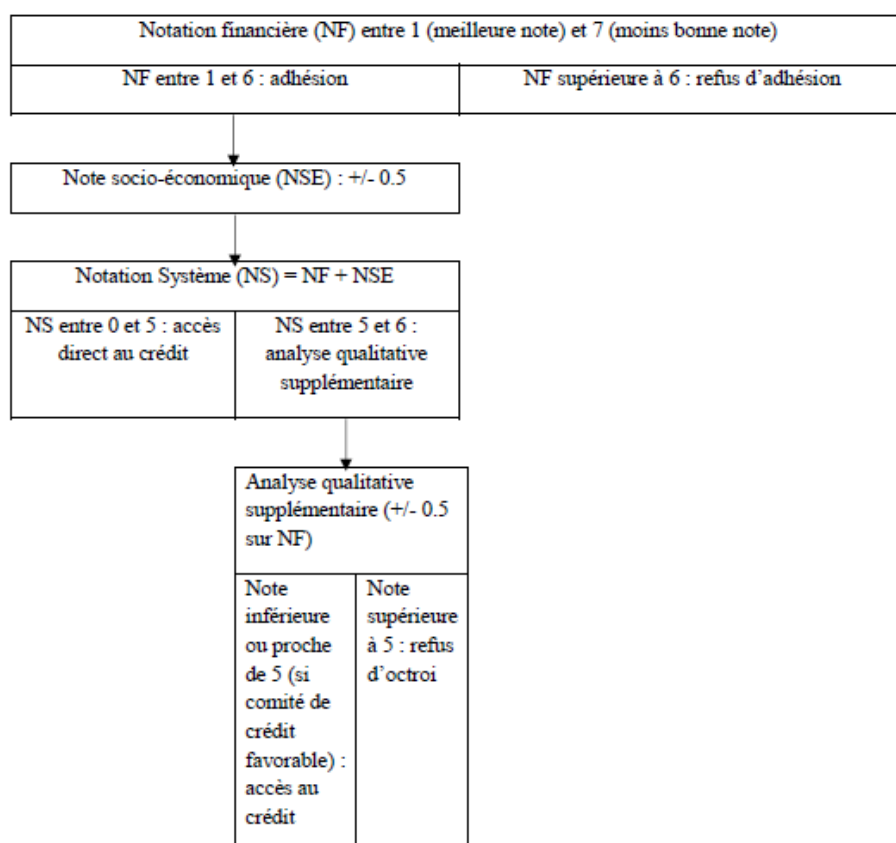 Notation financière (NF) entre 1 (meilleure note) et 7 (moins bonne note)
NF entre 1 et 6 : adhésion
NF supérieure à 6 : refus d’adhésion
Note socio-économique (NSE) : +/- 0.5
Notation Système (NS) = NF + NSE
NS entre 0 et 5 : accès
direct au crédit
NS entre 5 et 6 :
analyse qualitative
supplémentaire
Analyse qualitative
supplémentaire (+/- 0.5
sur NF)
Note
inférieure
ou proche
de 5 (si
comité de
crédit
favorable) :
accès au
crédit
Note
supérieure
à 5 : refus
d’octroi